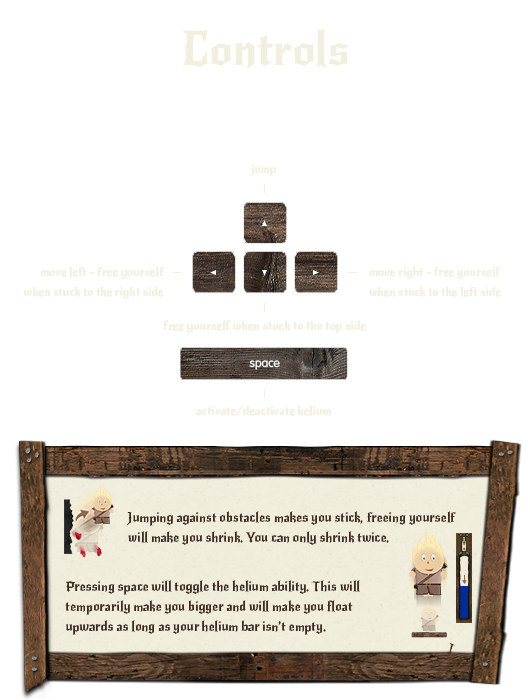 Controls
jump
move left - free yourself
when stuck to the right side
move right - free yourself
when stuck to the left side
free yourself when stuck to the top side
space
activate/deactivate helium
Jumping against obstacles makes you stick, freeing yourself
will make you shrink. You can only shrink twice.
Pressing space will toggle the helium ability. This will
temporarily make you bigger and will make you float
upwards as long as your helium bar isn't empty.